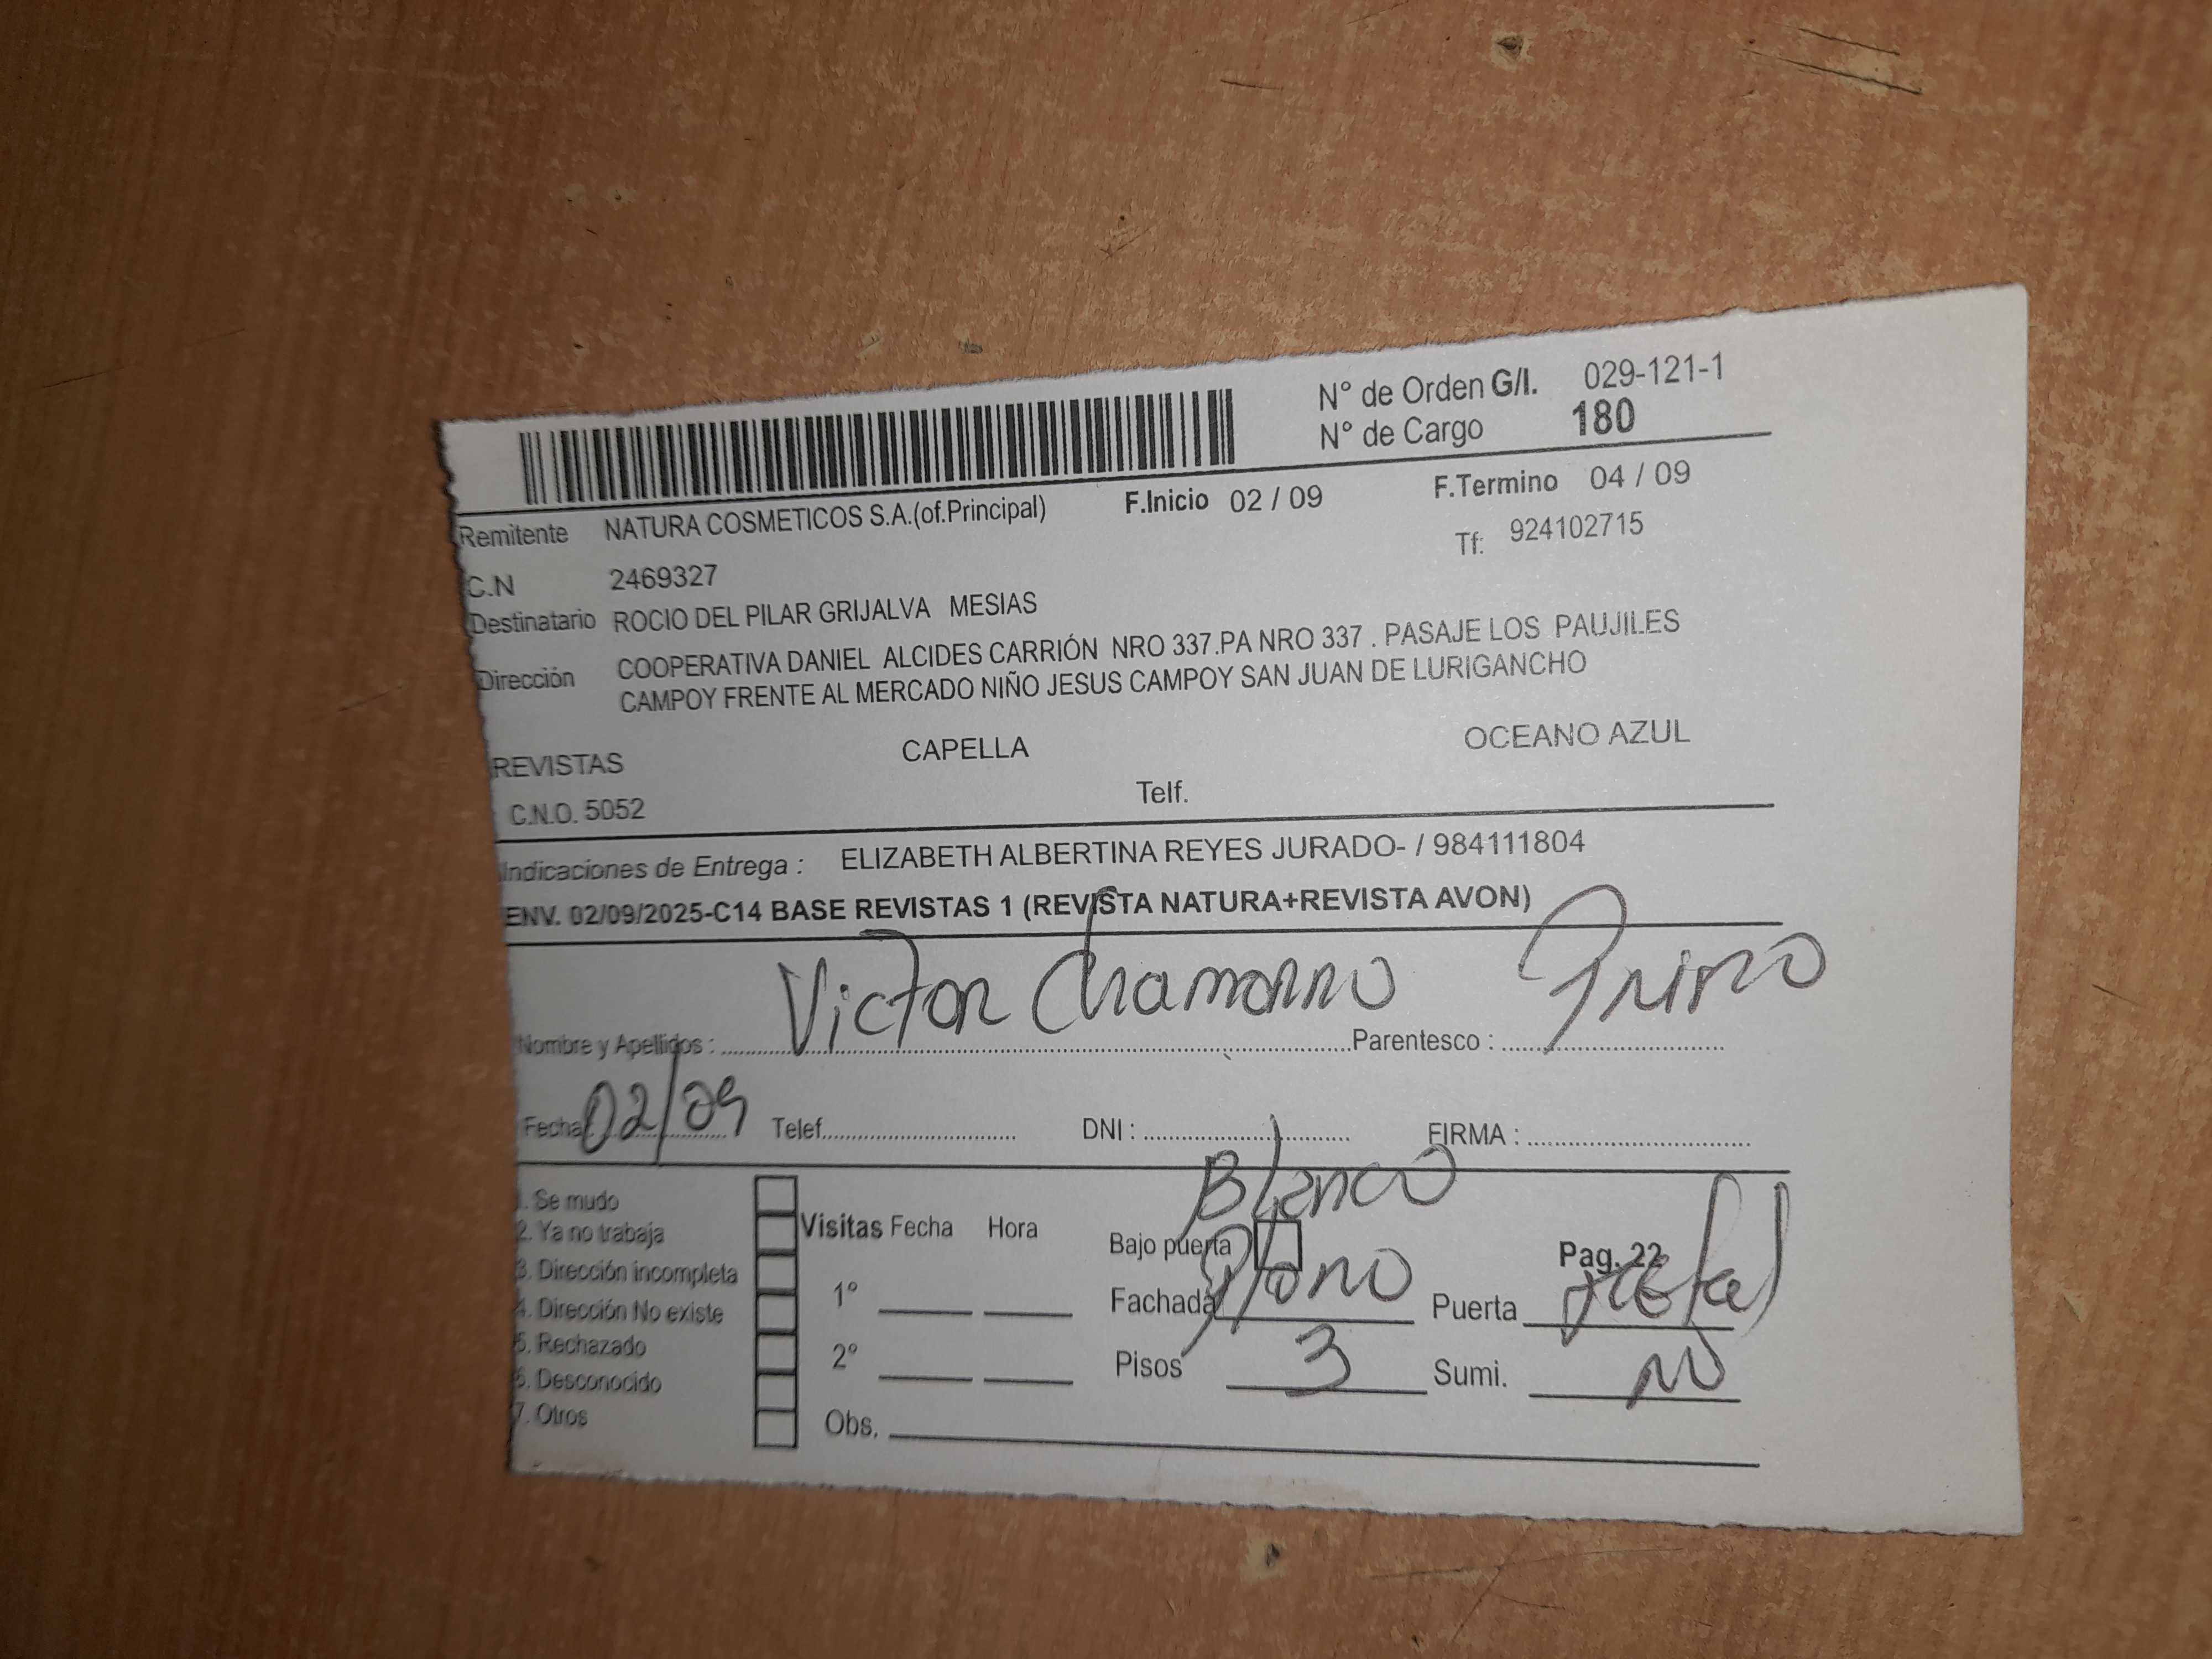 N° de Orden G/I. 029-121-1
N° de Cargo 180
F.Inicio 02 / 09 F.Termino 04 / 09
Remitente NATURA COSMETICOS S.A.(of.Principal)
Tf: 924102715
C.N 2469327
Destinatario ROCIO DEL PILAR GRIJALVA MESIAS
Dirección COOPERATIVA DANIEL ALCIDES CARRIÓN NRO 337.PA NRO 337 . PASAJE LOS PAUJILES
CAMPOY FRENTE AL MERCADO NIÑO JESUS CAMPOY SAN JUAN DE LURIGANCHO
REVISTAS CAPELLA OCEANO AZUL
C.N.O. 5052 Telf.
Indicaciones de Entrega : ELIZABETH ALBERTINA REYES JURADO- / 984111804
ENV. 02/09/2025-C14 BASE REVISTAS 1 (REVISTA NATURA+REVISTA AVON)
Nombre y Apellidos : Victor Chamorro Parentesco : Primo
Fecha: 02/09 Telef. DNI : FIRMA :
1. Se mudo
2. Ya no trabaja
3. Dirección incompleta
4. Dirección No existe
5. Rechazado
6. Desconocido
7. Otros
Visitas Fecha Hora
1°
2°
Obs.
Blanco
Bajo puerta Pag. 22
Fachada Plomo Puerta
Pisos 3 Sumi. NO